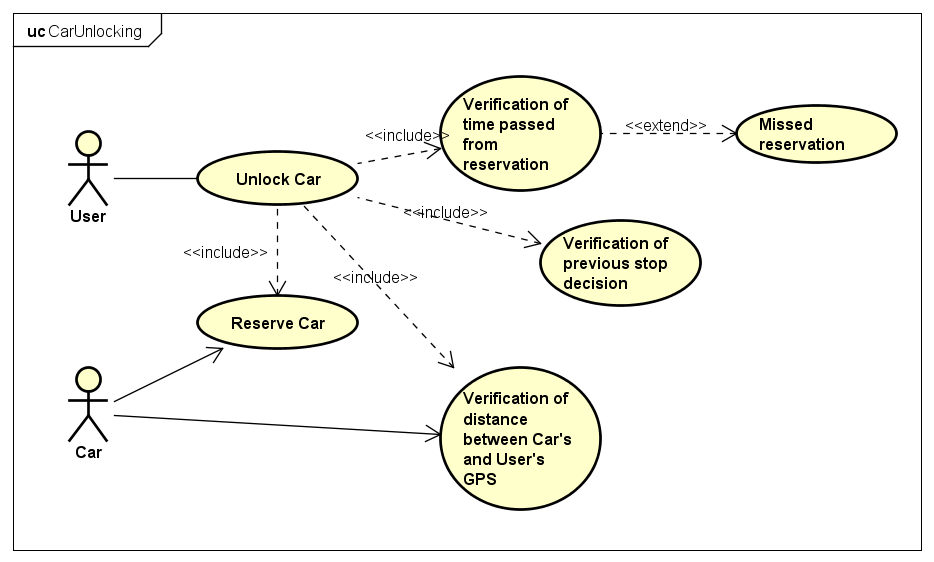 uc CarUnlocking
Verification of
time passed
from
reservation
<<include>>
<<extend>>
Missed
reservation
Unlock Car
User
<<include>>
Verification of
previous stop
decision
<<include>>
<<include>>
Reserve Car
Car
Verification of
distance
between Car's
and User's
GPS